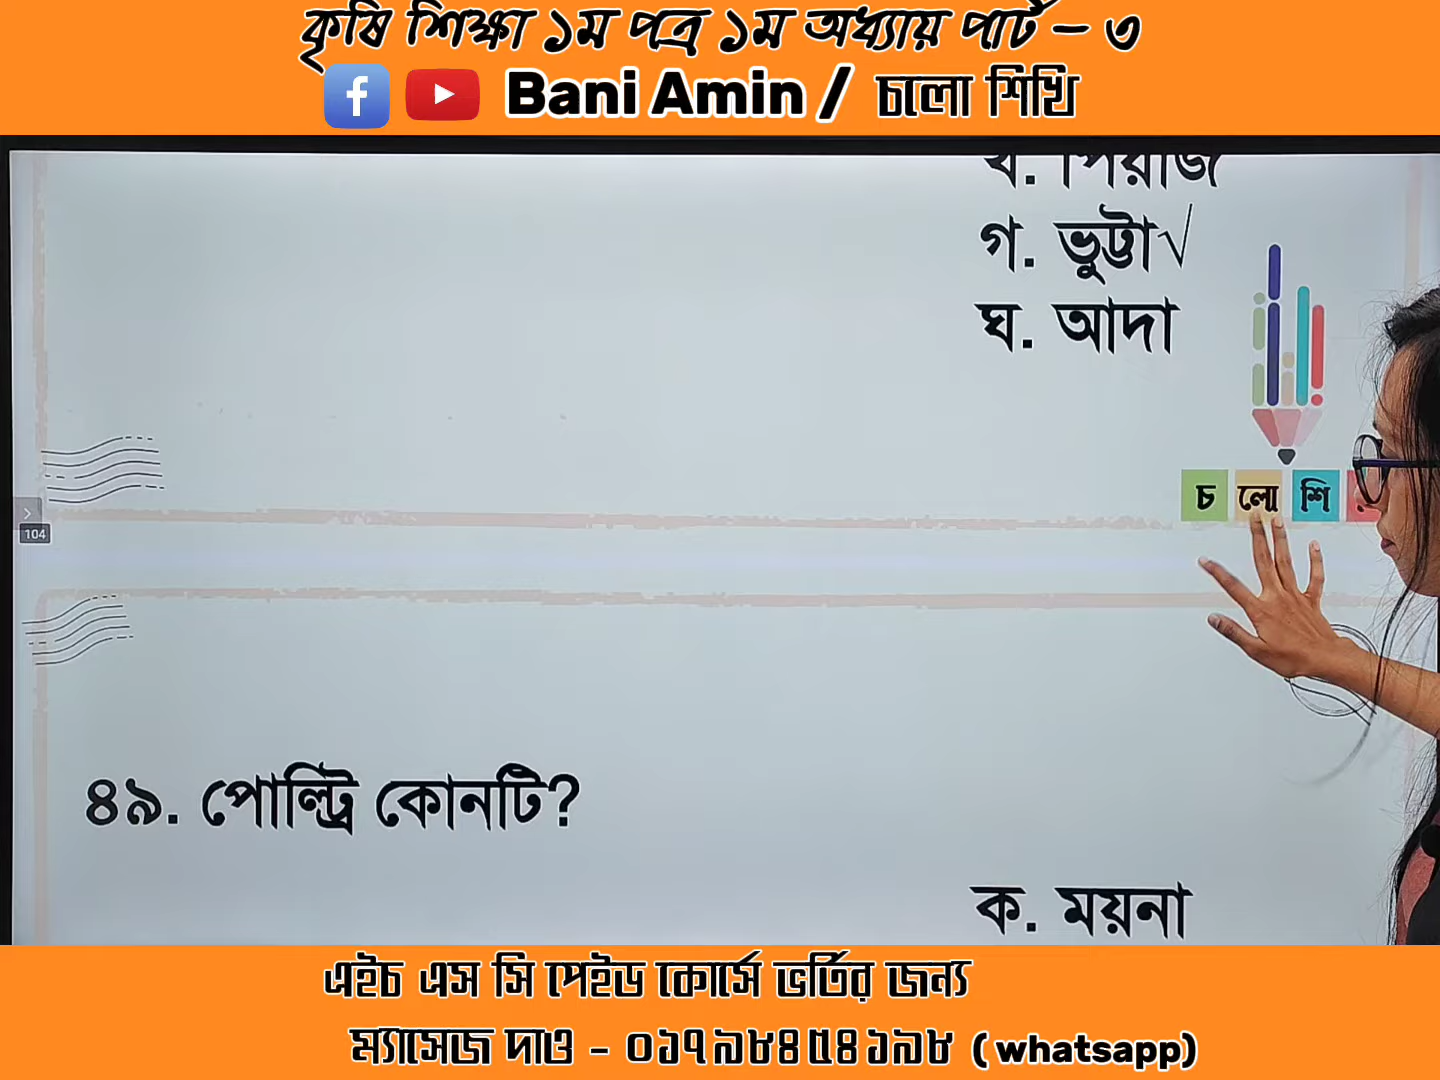 কৃষি শিক্ষা ১ম পত্র ১ম অধ্যায় পার্ট – ৩
Bani Amin / চলো শিখি
খ. পিয়াজ
গ. ভুট্টা√
ঘ. আদা
চ লো শি
104
৪৯. পোল্ট্রি কোনটি?
ক. ময়না
এইচ এস সি পেইড কোর্সে ভর্তির জন্য
ম্যাসেজ দাও - ০১৭৯৮৪৫৪১৯৮ ( whatsapp)